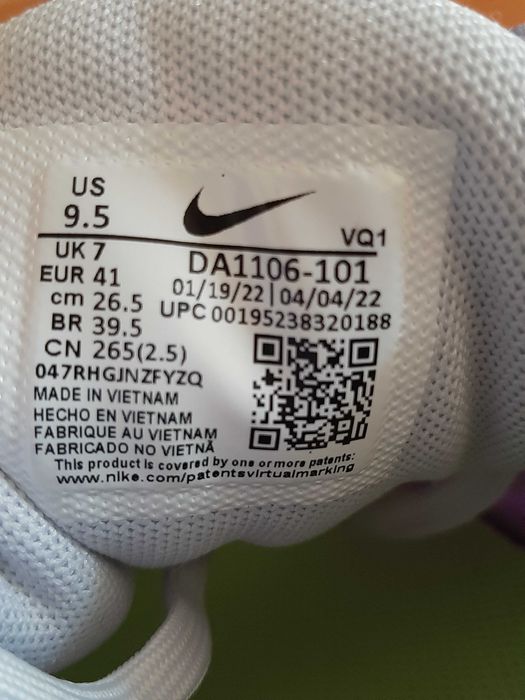 US
9.5
VQ1
UK 7
DA1106-101
EUR 41
01/19/22 | 04/04/22
cm 26.5
UPC 00195238320188
BR 39.5
CN 265(2.5)
047RHGJNZFYZQ
MADE IN VIETNAM
HECHO EN VIETNAM
FABRIQUE AU VIETNAM
FABRICADO NO VIETNÃ
This product is covered by one or more patents:
www.nike.com/patentsvirtualmarking